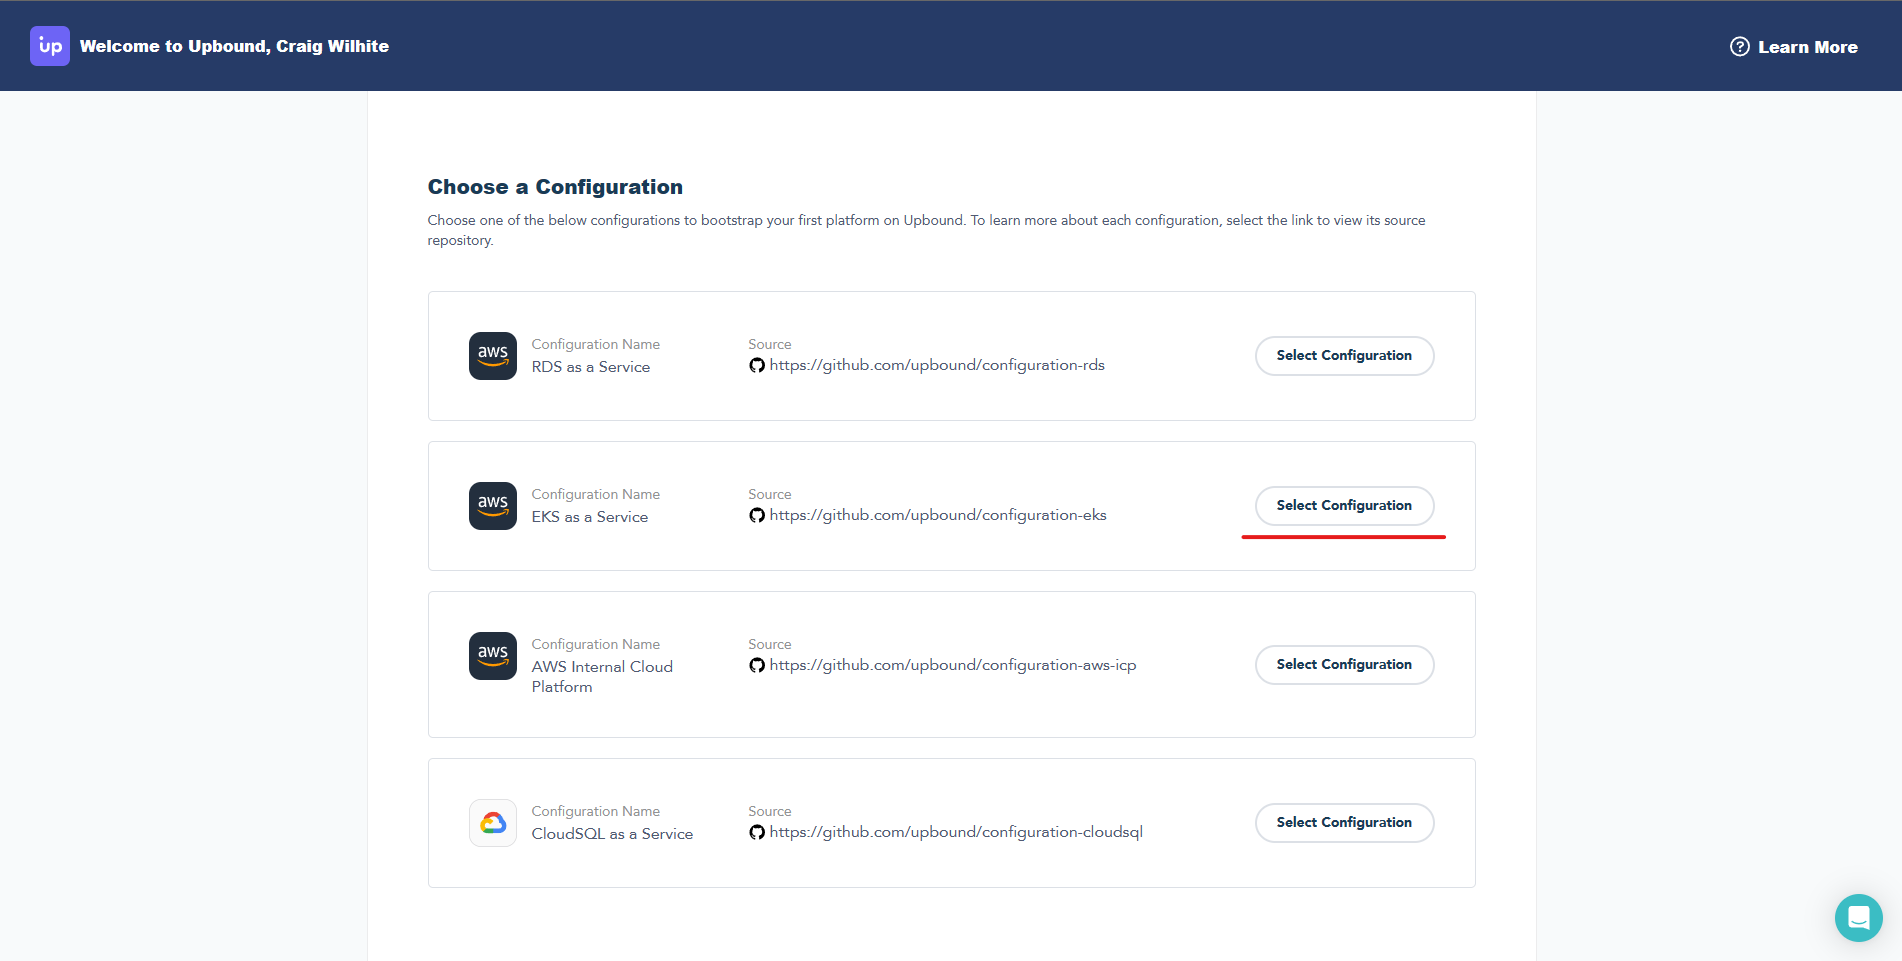 up Welcome to Upbound, Craig Wilhite
Learn More
Choose a Configuration
Choose one of the below configurations to bootstrap your first platform on Upbound. To learn more about each configuration, select the link to view its source
repository.
aws
Configuration Name
RDS as a Service
Source
https://github.com/upbound/configuration-rds
Select Configuration
aws
Configuration Name
EKS as a Service
Source
https://github.com/upbound/configuration-eks
Select Configuration
aws
Configuration Name
AWS Internal Cloud
Platform
Source
https://github.com/upbound/configuration-aws-icp
Select Configuration
Configuration Name
CloudSQL as a Service
Source
https://github.com/upbound/configuration-cloudsql
Select Configuration